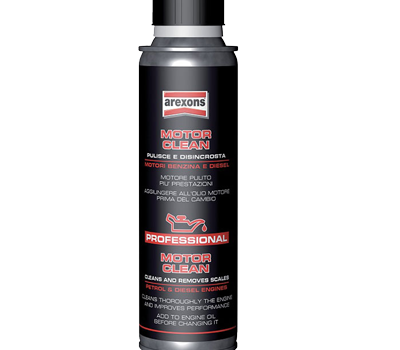 arexons
MOTOR
CLEAN
PULISCE E DISINCROSTA
MOTORI BENZINA E DIESEL
MOTORE PULITO
PIU' PRESTAZIONI
AGGIUNGERE ALL'OLIO MOTORE
PRIMA DEL CAMBIO
PROFESSIONAL
MOTOR
CLEAN
CLEANS AND REMOVES SCALES
PETROL & DIESEL ENGINES
CLEANS THOROUGHLY THE ENGINE
AND IMPROVES PERFORMANCE
ADD TO ENGINE OIL
BEFORE CHANGING IT